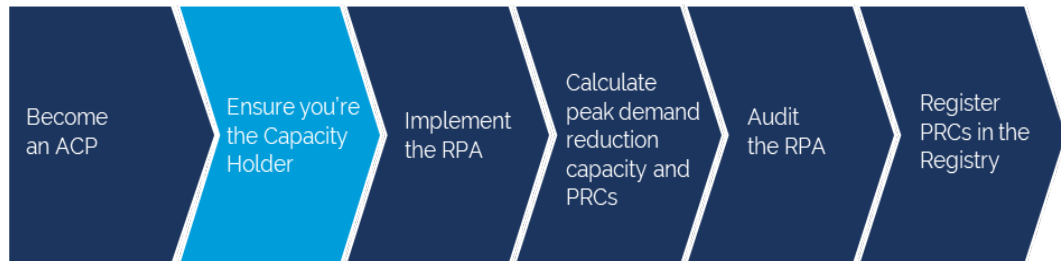 Become
an ACP
Ensure you're
the Capacity
Holder
Implement
the RPA
Calculate
peak demand
reduction
capacity and
PRCs
Audit
the RPA
Register
PRCs in the
Registry